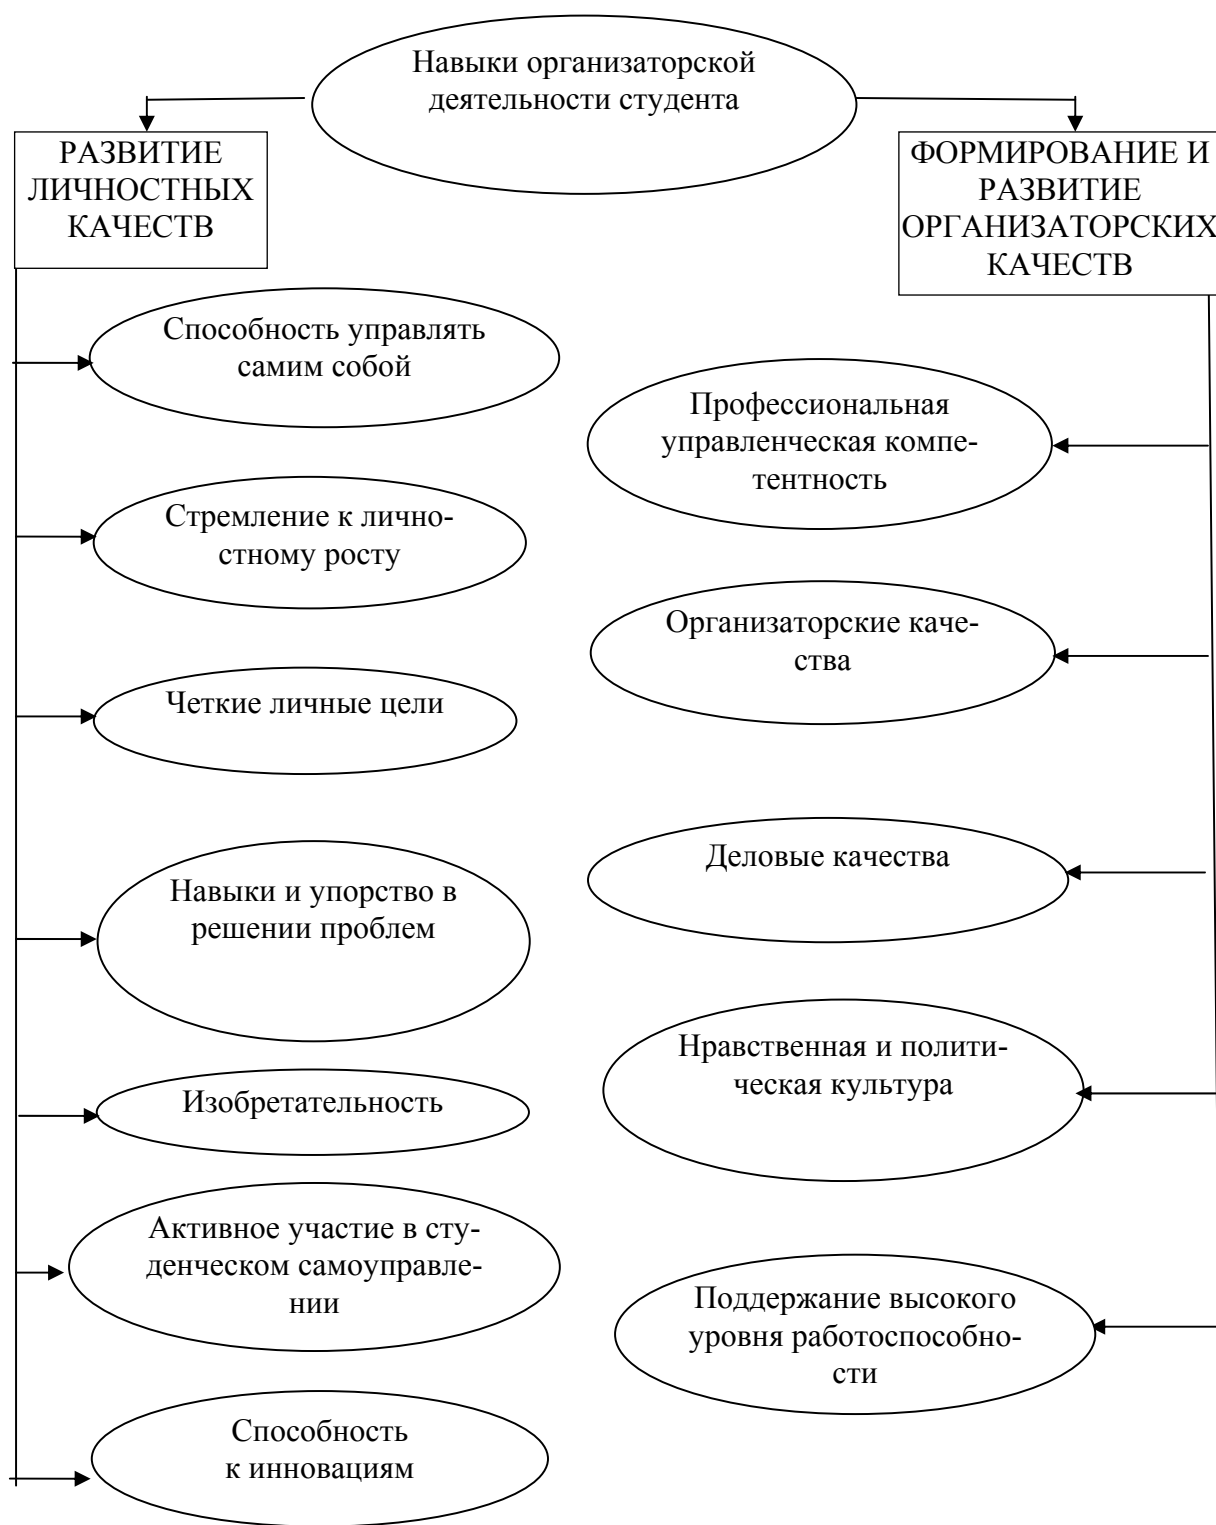 Навыки организаторской
деятельности студента
РАЗВИТИЕ
ЛИЧНОСТНЫХ
КАЧЕСТВ
ФОРМИРОВАНИЕ И
РАЗВИТИЕ
ОРГАНИЗАТОРСКИХ
КАЧЕСТВ
Способность управлять
самим собой
Стремление к лично-
стному росту
Четкие личные цели
Навыки и упорство в
решении проблем
Изобретательность
Активное участие в сту-
денческом самоуправле-
нии
Способность
к инновациям
Профессиональная
управленческая компе-
тентность
Организаторские каче-
ства
Деловые качества
Нравственная и полити-
ческая культура
Поддержание высокого
уровня работоспособно-
сти